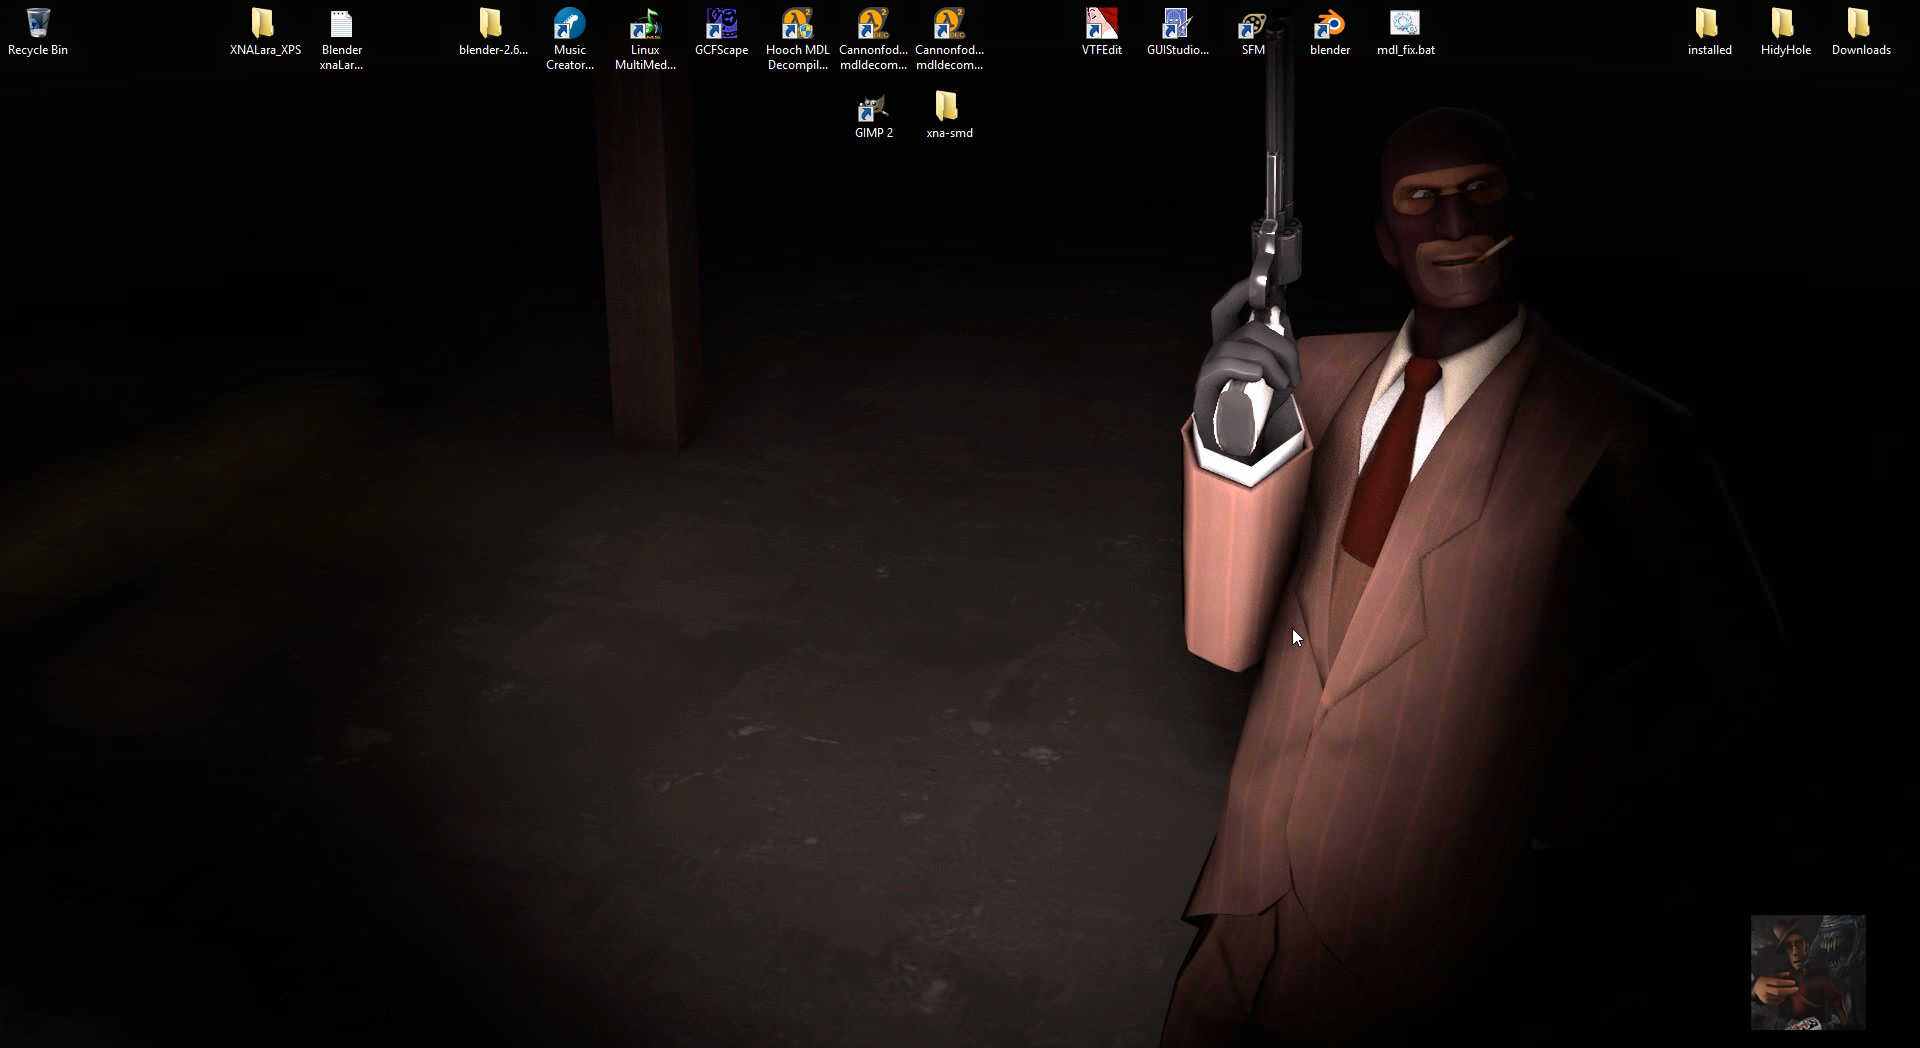 Recycle Bin
XNALara_XPS
Blender
xnaLar...
blender-2.6...
Music
Creator...
Linux
MultiMed...
GCFScape
Hooch MDL
Decompil...
Cannonfod...
mdldecom...
Cannonfod...
mdldecom...
VTFEdit
GUIStudio...
SFM
blender
mdl_fix.bat
installed
HidyHole
Downloads
GIMP 2
xna-smd